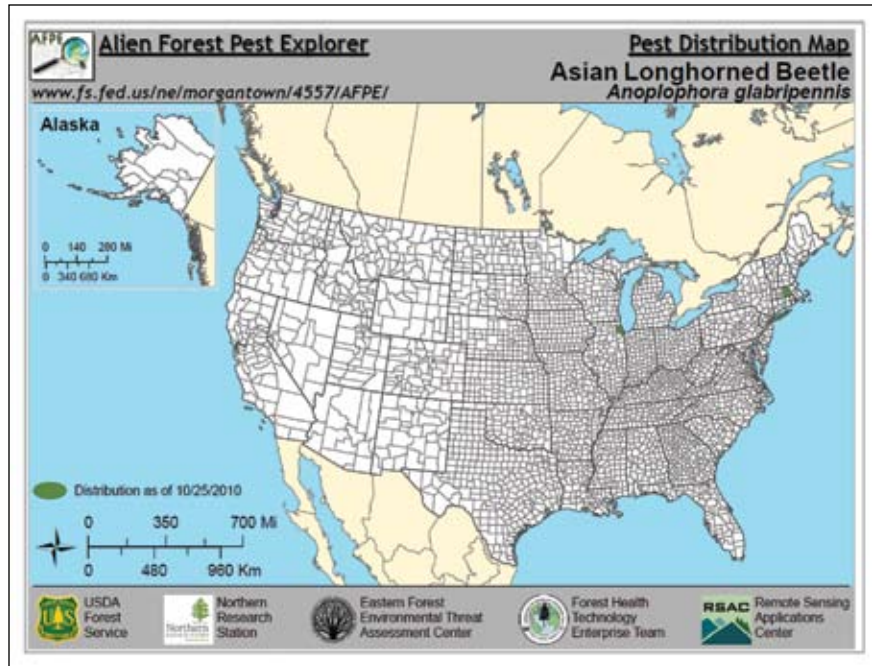 AFPE
Alien Forest Pest Explorer
Pest Distribution Map
Asian Longhorned Beetle
www.fs.fed.us/ne/morgantown/4557/AFPE/
Anoplophora glabripennis
Alaska
0 140 280 Mi
0 340 680 Km
Distribution as of 10/25/2010
0 350 700 Mi
0 480 960 Km
USDA
Forest
Service
Northern
Northern
Research
Station
Eastern Forest
Environmental Threat
Assessment Center
Forest Health
Technology
Enterprise Team
RSAC
Remote Sensing
Applications
Center